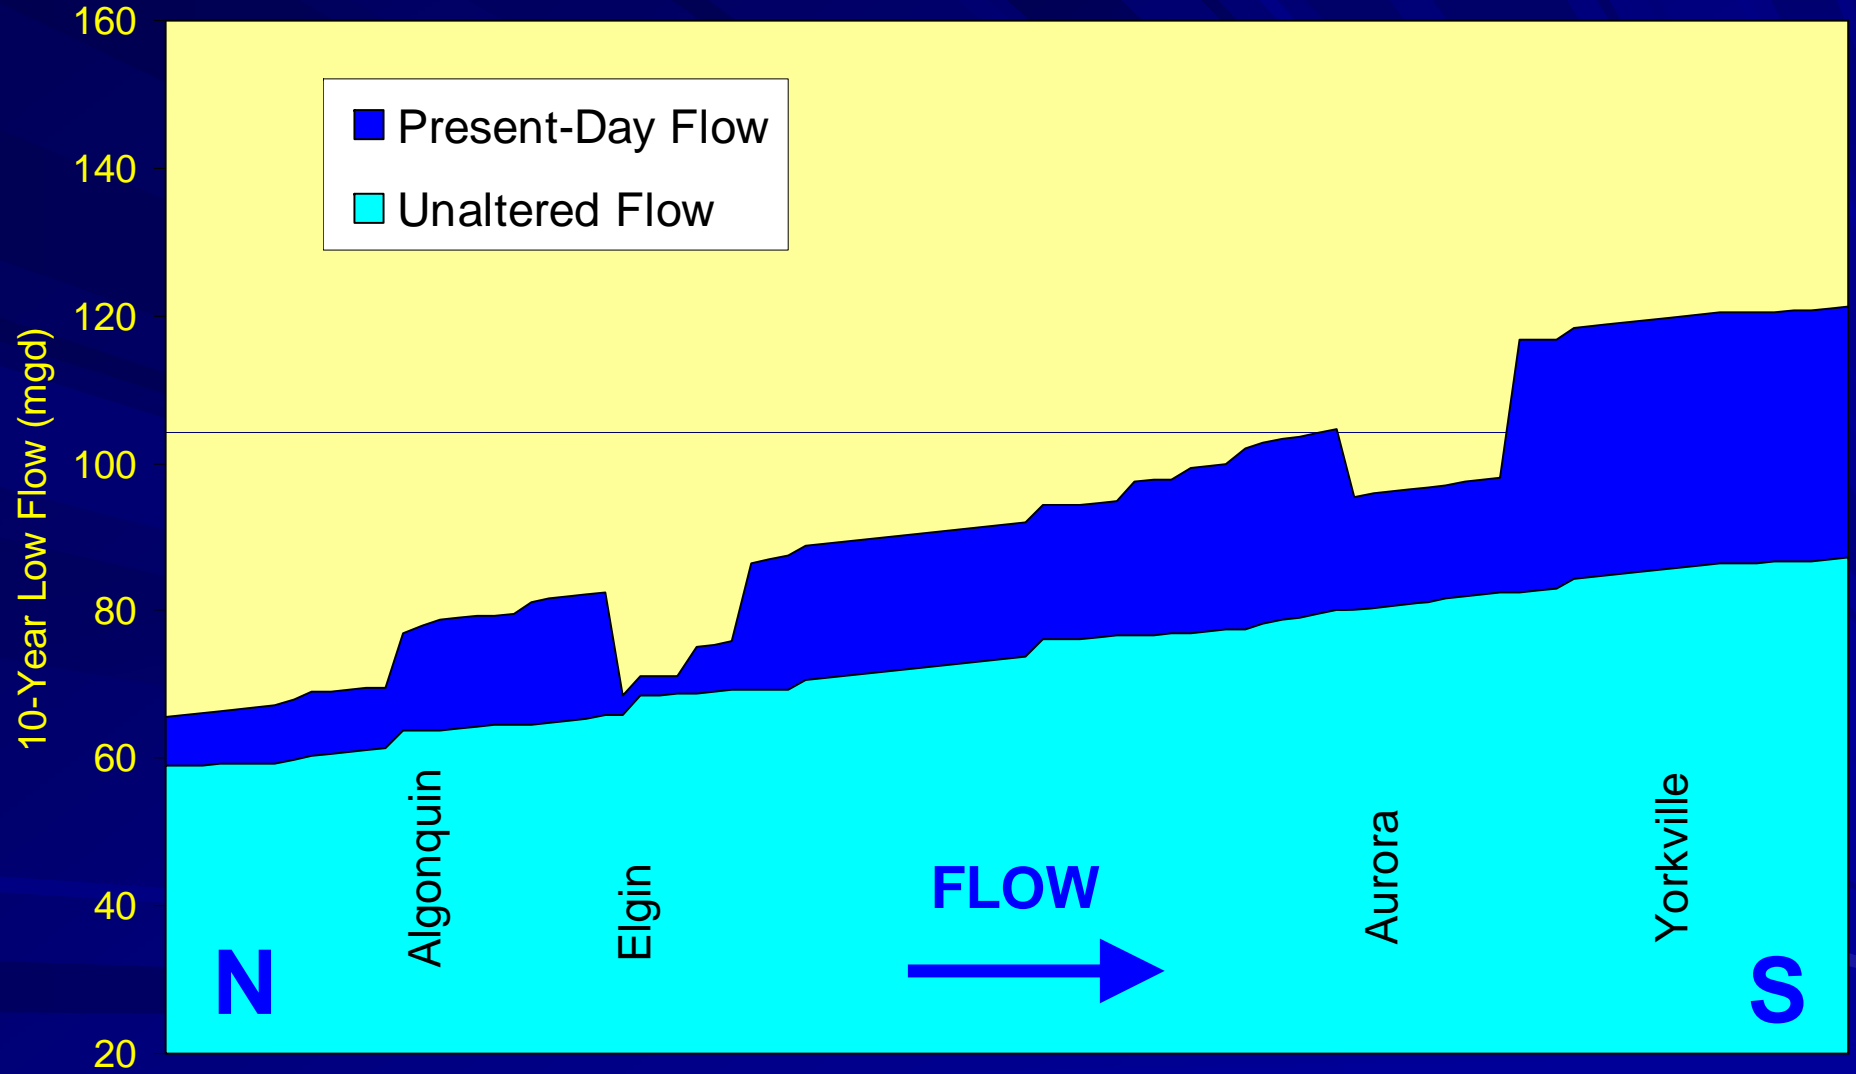 160
140
120
100
80
60
40
20
10-Year Low Flow (mgd)
Present-Day Flow
Unaltered Flow
Algonquin
Elgin
FLOW
Aurora
Yorkville
N
S